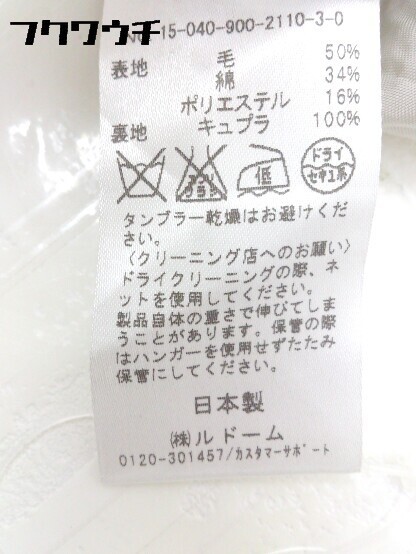 フクワウチ
No. 15-040-900-2110-3-0
表地 毛 50%
綿 34%
ポリエステル 16%
裏地 キュプラ 100%
エンソサラシ
低
ドライ
セキユ系
タンブラー乾燥はお避けくだ
さい。
〈クリーニング店へのお願い〉
ドライクリーニングの際、ネ
ットを使用してください。
製品自体の重さで伸びてしま
うことがあります。保管の際
はハンガーを使用せずたたみ
保管にしてください。
日本製
(株)ルドーム
0120-301457/カスタマーサポート